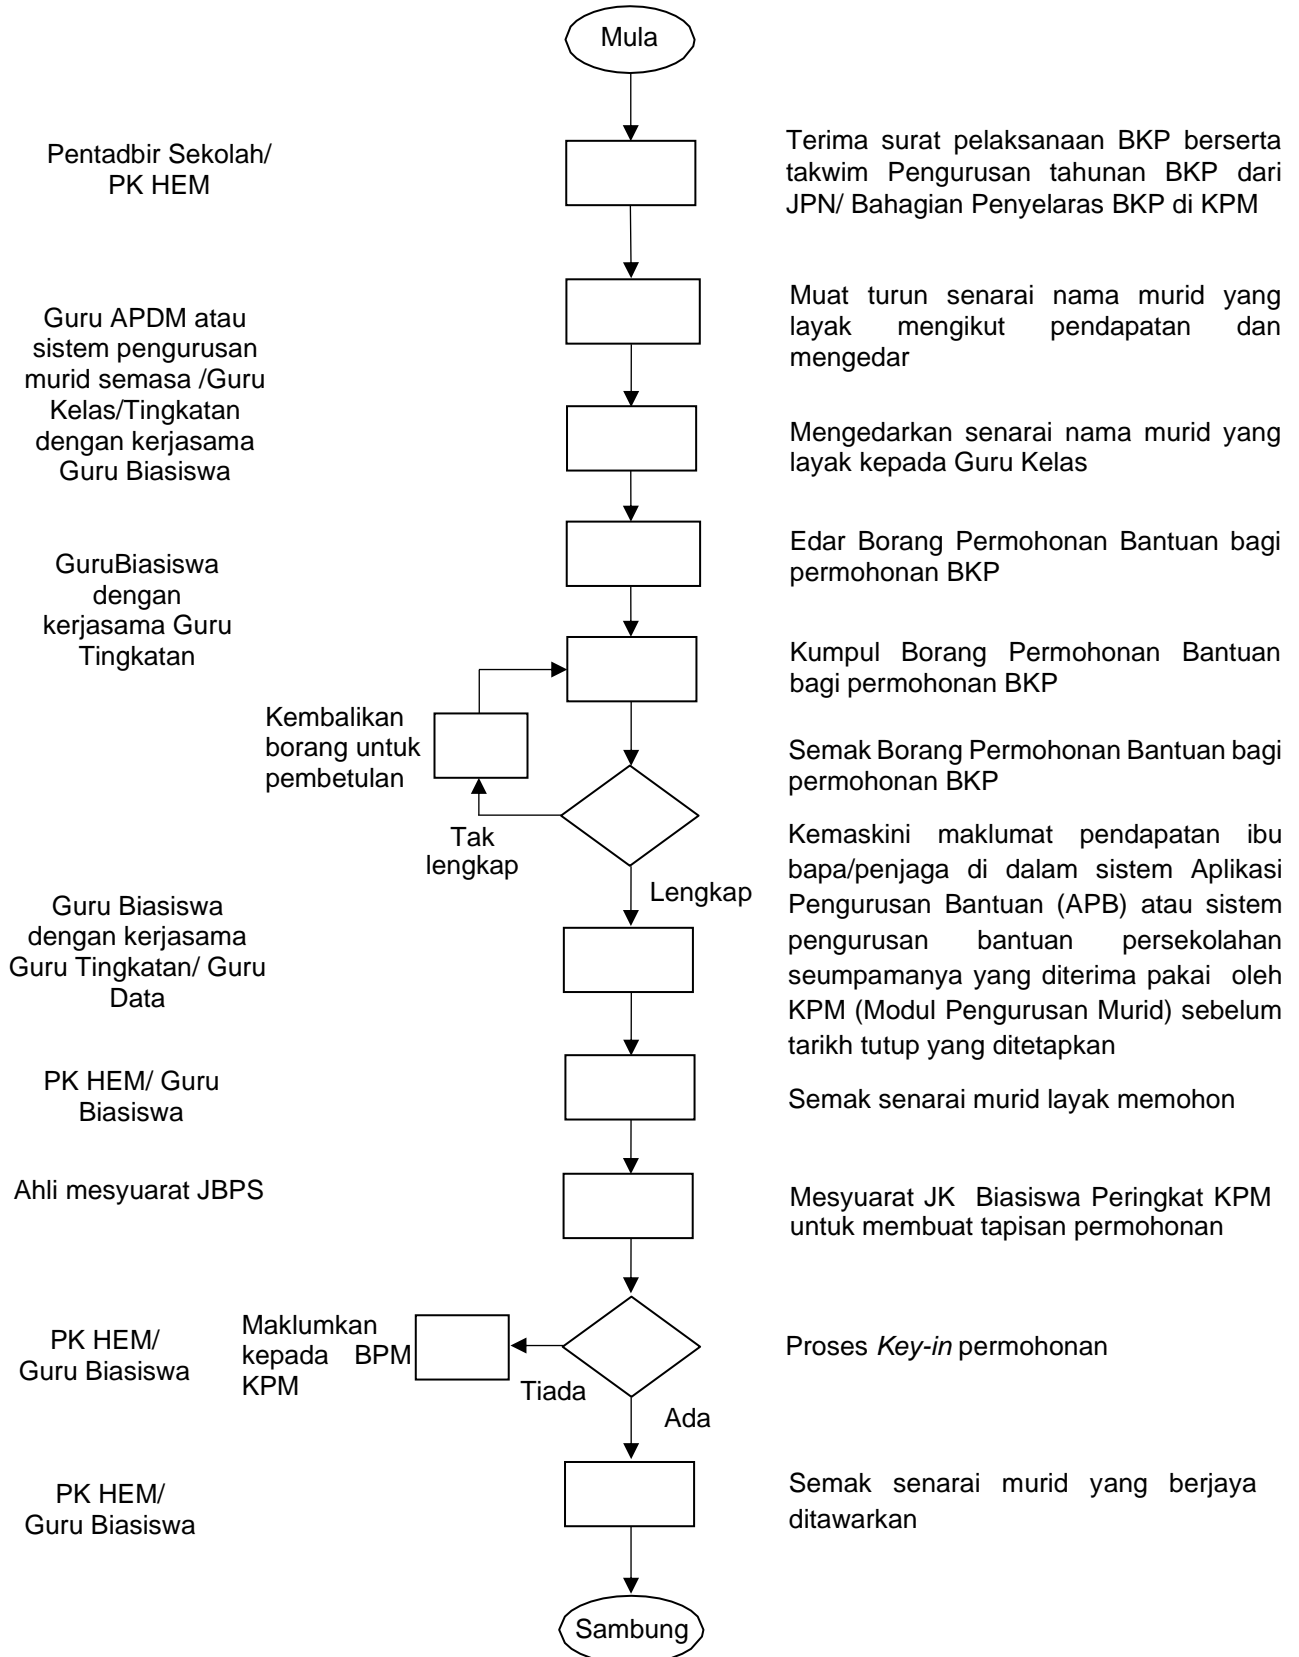 Mula
Pentadbir Sekolah/
PK HEM
Terima surat pelaksanaan BKP berserta
takwim Pengurusan tahunan BKP dari
JPN/ Bahagian Penyelaras BKP di KPM
Guru APDM atau
sistem pengurusan
murid semasa /Guru
Kelas/Tingkatan
dengan kerjasama
Guru Biasiswa
Muat turun senarai nama murid yang
layak mengikut pendapatan dan
mengedar
Mengedarkan senarai nama murid yang
layak kepada Guru Kelas
GuruBiasiswa
dengan
kerjasama Guru
Tingkatan
Edar Borang Permohonan Bantuan bagi
permohonan BKP
Kumpul Borang Permohonan Bantuan
bagi permohonan BKP
Kembalikan
borang untuk
pembetulan
Semak Borang Permohonan Bantuan bagi
permohonan BKP
Tak
lengkap
Lengkap
Guru Biasiswa
dengan kerjasama
Guru Tingkatan/ Guru
Data
Kemaskini maklumat pendapatan ibu
bapa/penjaga di dalam sistem Aplikasi
Pengurusan Bantuan (APB) atau sistem
pengurusan bantuan persekolahan
seumpamanya yang diterima pakai oleh
KPM (Modul Pengurusan Murid) sebelum
tarikh tutup yang ditetapkan
PK HEM/ Guru
Biasiswa
Semak senarai murid layak memohon
Ahli mesyuarat JBPS
Mesyuarat JK Biasiswa Peringkat KPM
untuk membuat tapisan permohonan
PK HEM/
Guru Biasiswa
Maklumkan
kepada BPM
KPM
Tiada
Ada
Proses Key-in permohonan
PK HEM/
Guru Biasiswa
Semak senarai murid yang berjaya
ditawarkan
Sambung